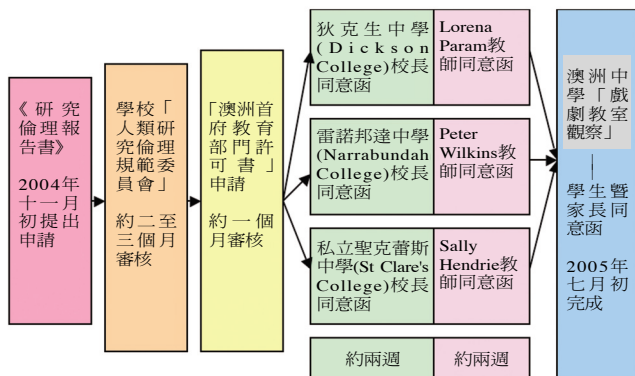 《研究
倫理報
告書》
2004年
十一月
初提出
申請
學校「
人類研
究倫理
規範委
員會」
約二至
三個月
審核
「澳洲首
府教育
部門許
可書」
申請
約一個
月審核
狄克生中學
(Dickson
College)校長
同意函
Lorena
Param教
師同意函
雷諾邦達中學
(Narrabundah
College)校長
同意函
Peter
Wilkins教
師同意函
私立聖克蕾斯
中學(St Clare's
College)校長
同意函
Sally
Hendrie教
師同意函
約兩週
約兩週
澳洲中
學「戲
劇教室
觀察」
—
學生暨
家長同
意函
2005年
七月初
完成